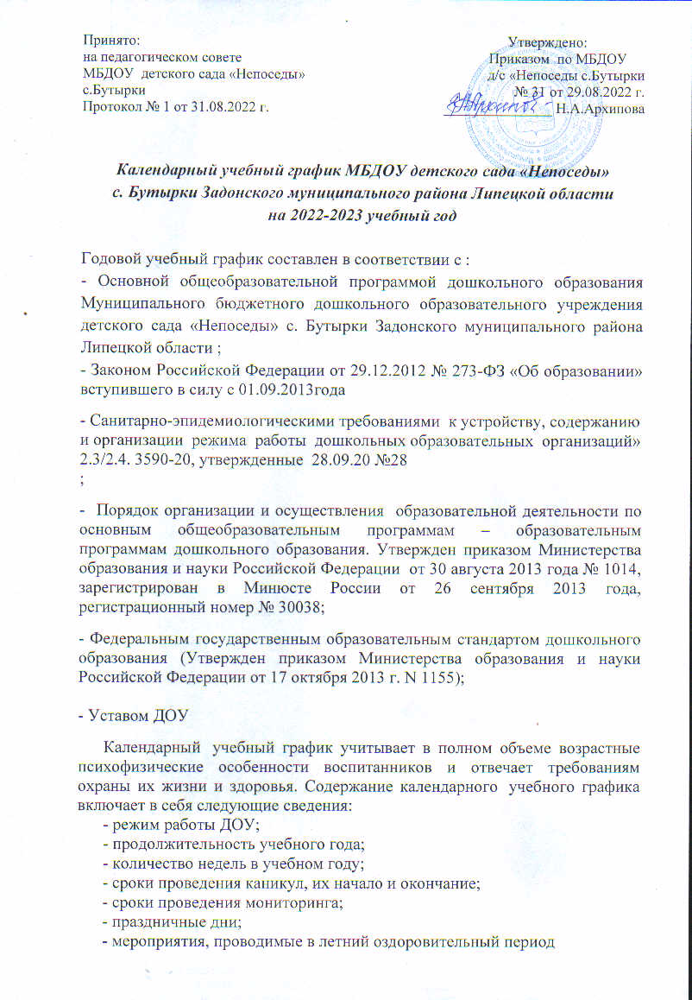 Принято:
на педагогическом совете
МБДОУ детского сада «Непоседы»
с.Бутырки
Протокол № 1 от 31.08.2022 г.
Утверждено:
Приказом по МБДОУ
д/с «Непоседы с.Бутырки
№ 31 от 29.08.2022 г.
Н.А.Архипова
Календарный учебный график МБДОУ детского сада «Непоседы»
с. Бутырки Задонского муниципального района Липецкой области
на 2022-2023 учебный год
Годовой учебный график составлен в соответствии с :
- Основной общеобразовательной программой дошкольного образования
Муниципального бюджетного дошкольного образовательного учреждения
детского сада «Непоседы» с. Бутырки Задонского муниципального района
Липецкой области ;
- Законом Российской Федерации от 29.12.2012 № 273-ФЗ «Об образовании»
вступившего в силу с 01.09.2013года
- Санитарно-эпидемиологическими требованиями к устройству, содержанию
и организации режима работы дошкольных образовательных организаций»
2.3/2.4. 3590-20, утвержденные 28.09.20 №28
;
- Порядок организации и осуществления образовательной деятельности по
основным общеобразовательным программам – образовательным
программам дошкольного образования. Утвержден приказом Министерства
образования и науки Российской Федерации от 30 августа 2013 года № 1014,
зарегистрирован в Минюсте России от 26 сентября 2013 года,
регистрационный номер № 30038;
- Федеральным государственным образовательным стандартом дошкольного
образования (Утвержден приказом Министерства образования и науки
Российской Федерации от 17 октября 2013 г. N 1155);
- Уставом ДОУ
Календарный учебный график учитывает в полном объеме возрастные
психофизические особенности воспитанников и отвечает требованиям
охраны их жизни и здоровья. Содержание календарного учебного графика
включает в себя следующие сведения:
- режим работы ДОУ;
- продолжительность учебного года;
- количество недель в учебном году;
- сроки проведения каникул, их начало и окончание;
- сроки проведения мониторинга;
- праздничные дни;
- мероприятия, проводимые в летний оздоровительный период